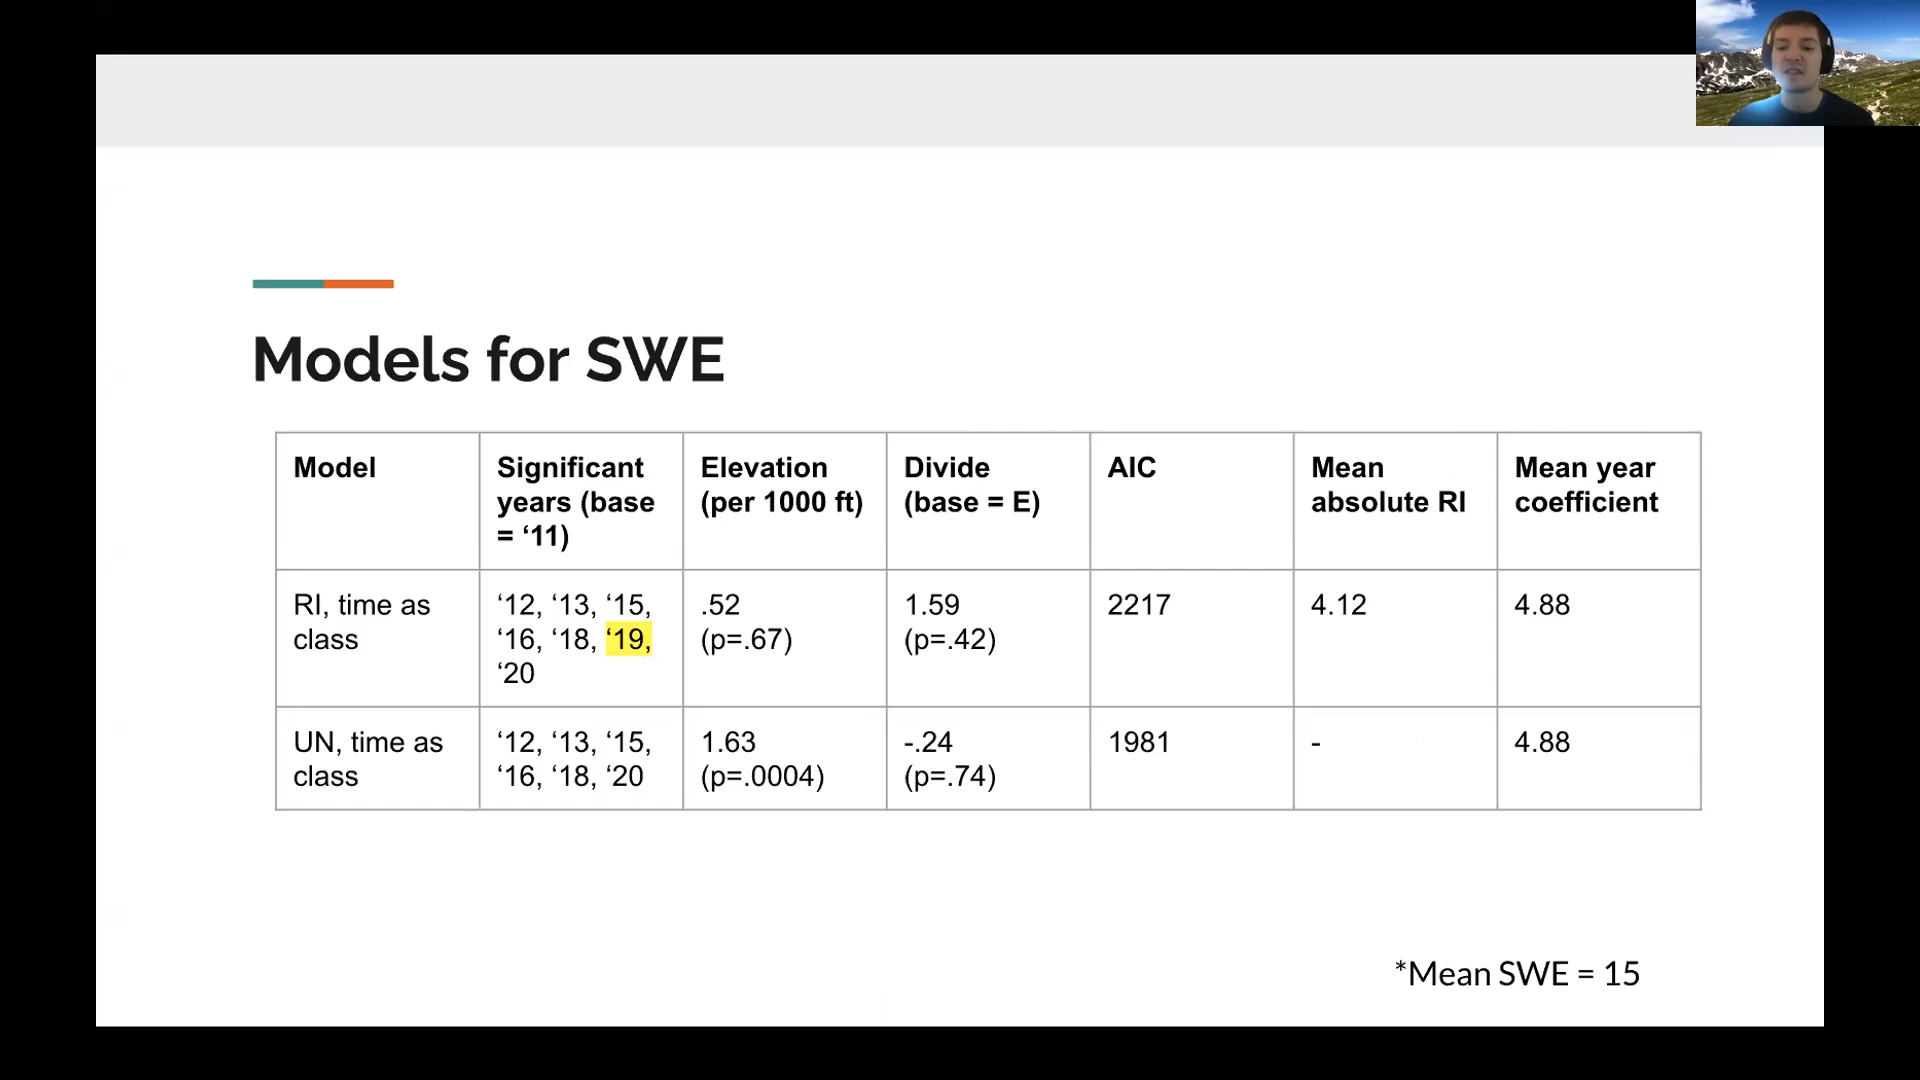 Models for SWE
Model
Significant
years (base
= ‘11)
Elevation
(per 1000 ft)
Divide
(base = E)
AIC
Mean
absolute RI
Mean year
coefficient
RI, time as
class
‘12, ‘13, ‘15,
‘16, ‘18, ‘19,
‘20
.52
(p=.67)
1.59
(p=.42)
2217
4.12
4.88
UN, time as
class
‘12, ‘13, ‘15,
‘16, ‘18, ‘20
1.63
(p=.0004)
-.24
(p=.74)
1981
-
4.88
*Mean SWE = 15